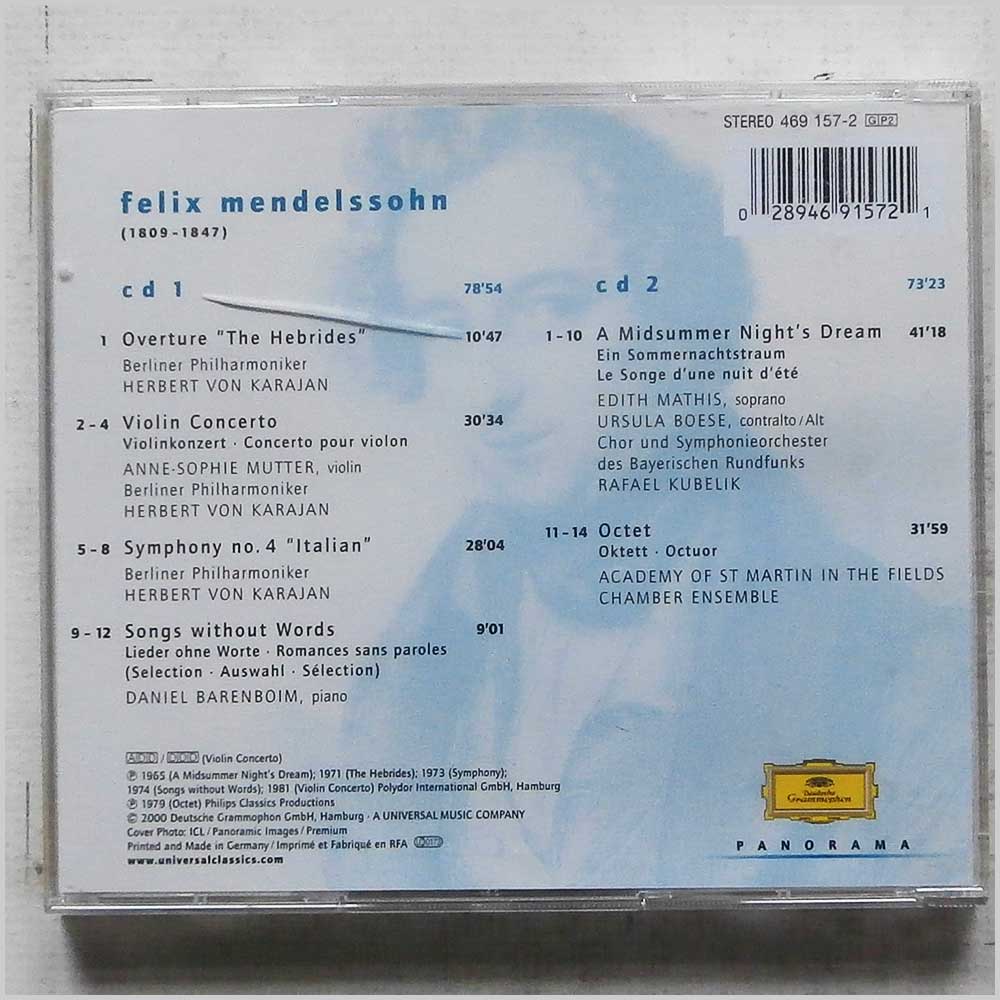 STEREO 469 157-2 GP2
0 28946 91572 1
felix mendelssohn
(1809-1847)
cd 1 78'54
1 Overture "The Hebrides" 10'47
Berliner Philharmoniker
HERBERT VON KARAJAN
2-4 Violin Concerto 30'34
Violinkonzert · Concerto pour violon
ANNE-SOPHIE MUTTER, violin
Berliner Philharmoniker
HERBERT VON KARAJAN
5-8 Symphony no. 4 "Italian" 28'04
Berliner Philharmoniker
HERBERT VON KARAJAN
9-12 Songs without Words 9'01
Lieder ohne Worte · Romances sans paroles
(Selection · Auswahl · Sélection)
DANIEL BARENBOIM, piano
cd 2 73'23
1-10 A Midsummer Night's Dream 41'18
Ein Sommernachtstraum
Le Songe d'une nuit d'été
EDITH MATHIS, soprano
URSULA BOESE, contralto/Alt
Chor und Symphonieorchester
des Bayerischen Rundfunks
RAFAEL KUBELIK
11-14 Octet 31'59
Oktett · Octuor
ACADEMY OF ST MARTIN IN THE FIELDS
CHAMBER ENSEMBLE
ADD / DDD (Violin Concerto)
℗ 1965 (A Midsummer Night's Dream); 1971 (The Hebrides); 1973 (Symphony);
1974 (Songs without Words); 1981 (Violin Concerto) Polydor International GmbH, Hamburg
℗ 1979 (Octet) Philips Classics Productions
© 2000 Deutsche Grammophon GmbH, Hamburg · A UNIVERSAL MUSIC COMPANY
Cover Photo: ICL / Panoramic Images / Premium
Printed and Made in Germany / Imprimé et Fabriqué en RFA
www.universalclassics.com
Deutsche
Grammophon
PANORAMA